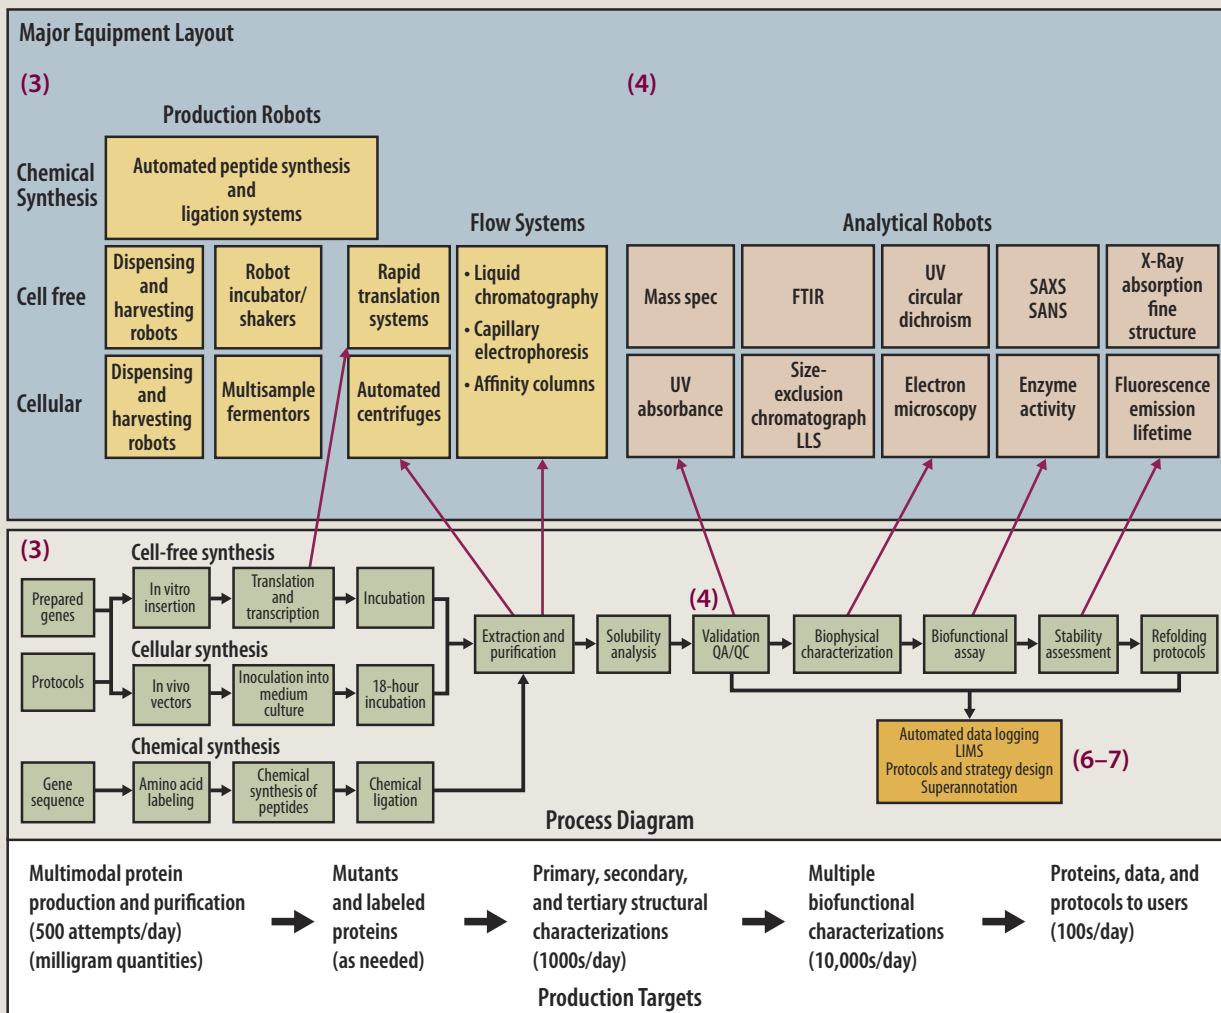 Major Equipment Layout
(3)
(4)
Production Robots
Chemical
Synthesis
Automated peptide synthesis
and
ligation systems
Flow Systems
Analytical Robots
Cell free
Dispensing
and
harvesting
robots
Robot
incubator/
shakers
Rapid
translation
systems
• Liquid
chromatography
• Capillary
electrophoresis
• Affinity columns
Mass spec
FTIR
UV
circular
dichroism
SAXS
SANS
X-Ray
absorption
fine
structure
Cellular
Dispensing
and
harvesting
robots
Multisample
fermentors
Automated
centrifuges
UV
absorbance
Size-
exclusion
chromatograph
LLS
Electron
microscopy
Enzyme
activity
Fluorescence
emission
lifetime
(3)
Cell-free synthesis
Prepared
genes
In vitro
insertion
Translation
and
transcription
Incubation
Protocols
Cellular synthesis
In vivo
vectors
Inoculation into
medium
culture
18-hour
incubation
Extraction and
purification
Solubility
analysis
(4)
Validation
QA/QC
Biophysical
characterization
Biofunctional
assay
Stability
assessment
Refolding
protocols
Chemical synthesis
Gene
sequence
Amino acid
labeling
Chemical
synthesis of
peptides
Chemical
ligation
Automated data logging
LIMS
Protocols and strategy design
Superannotation
(6–7)
Process Diagram
Multimodal protein
production and purification
(500 attempts/day)
(milligram quantities)
Mutants
and labeled
proteins
(as needed)
Primary, secondary,
and tertiary structural
characterizations
(1000s/day)
Multiple
biofunctional
characterizations
(10,000s/day)
Proteins, data, and
protocols to users
(100s/day)
Production Targets